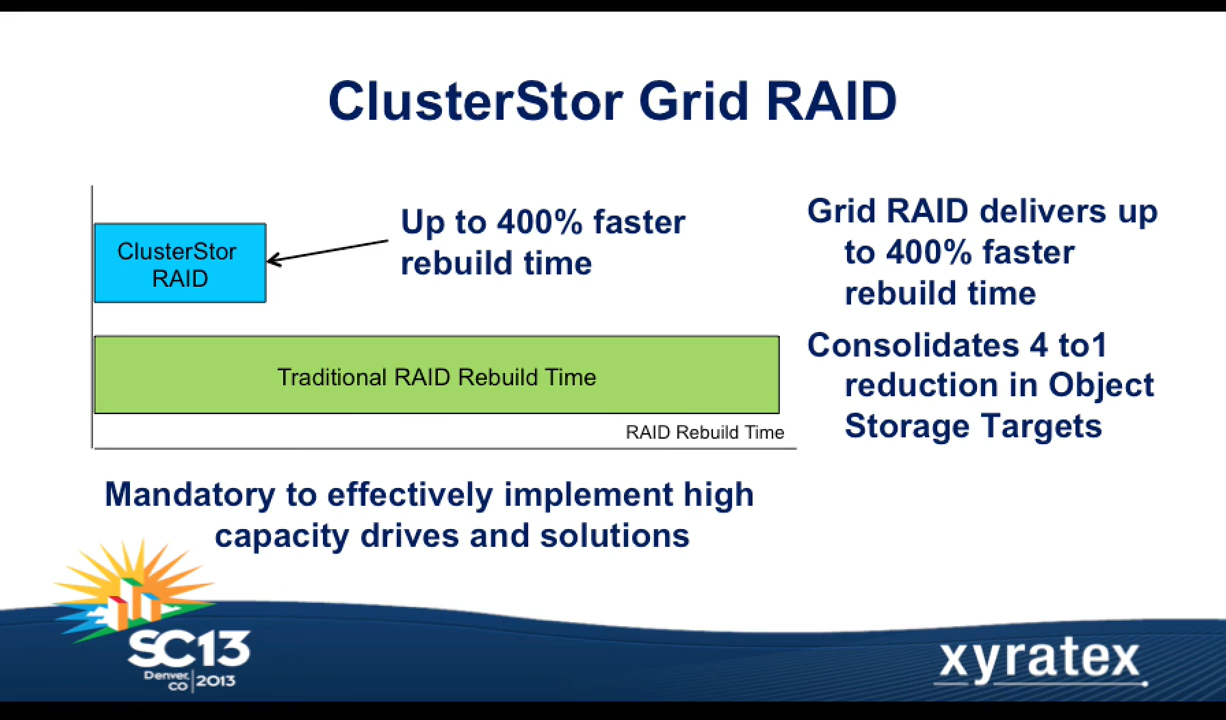 ClusterStor Grid RAID
ClusterStor
RAID
Up to 400% faster
rebuild time
Traditional RAID Rebuild Time
RAID Rebuild Time
Grid RAID delivers up
to 400% faster
rebuild time
Consolidates 4 to1
reduction in Object
Storage Targets
Mandatory to effectively implement high
capacity drives and solutions
SC13
Denver,
CO 2013
xyratex